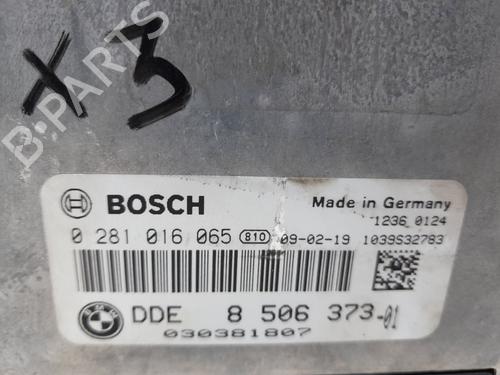 X3
B-PARTS
BOSCH
Made in Germany
1236 0124
0 281 016 065 810 09-02-19 1039S32783
BMW
DDE 8 506 373-01
030381807